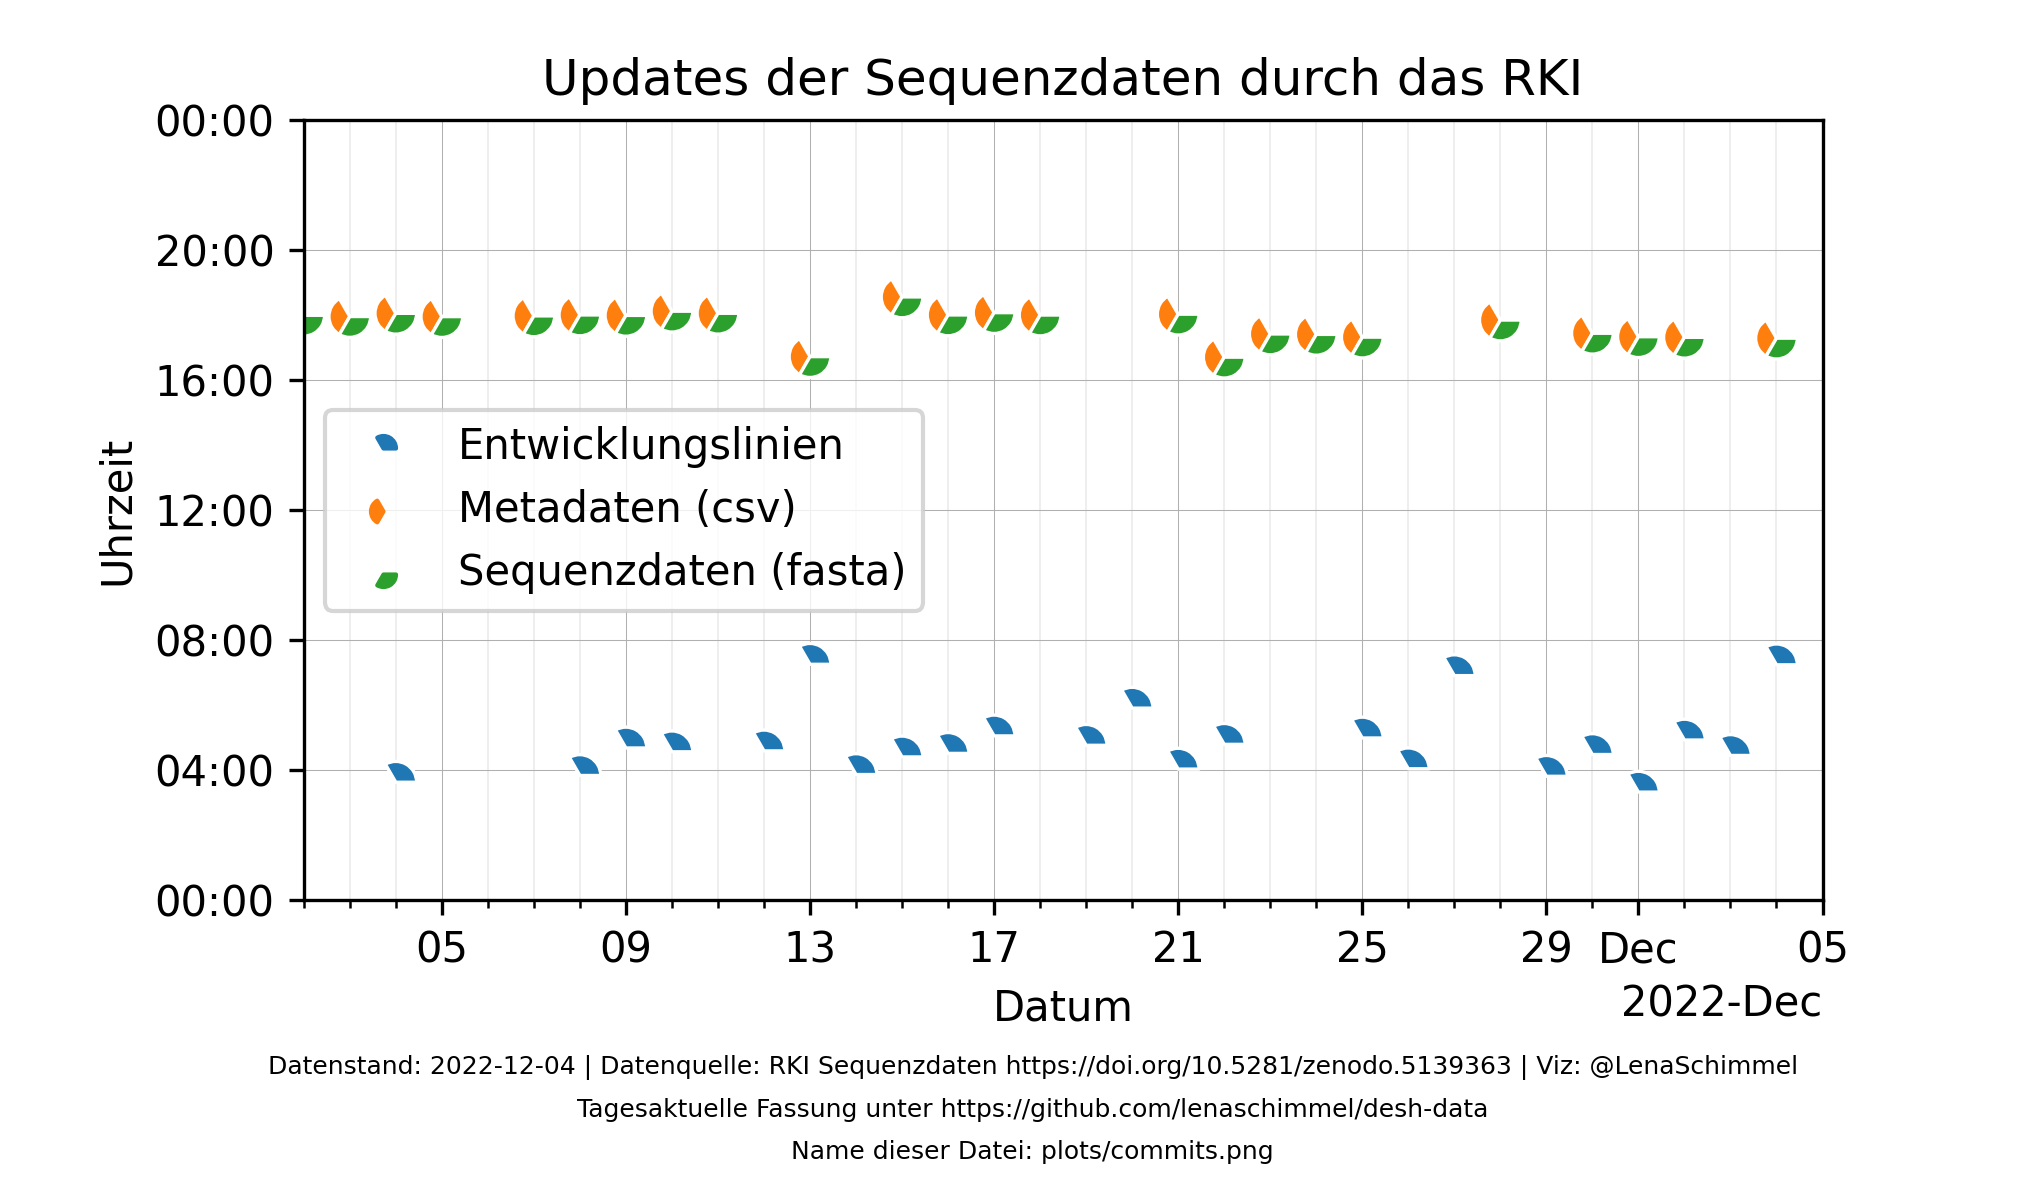 Updates der Sequenzdaten durch das RKI
00:00
20:00
16:00
12:00
08:00
04:00
00:00
Uhrzeit
Entwicklungslinien
Metadaten (csv)
Sequenzdaten (fasta)
05 09 13 17 21 25 29 Dec 05
2022-Dec
Datum
Datenstand: 2022-12-04 | Datenquelle: RKI Sequenzdaten https://doi.org/10.5281/zenodo.5139363 | Viz: @LenaSchimmel
Tagesaktuelle Fassung unter https://github.com/lenaschimmel/desh-data
Name dieser Datei: plots/commits.png